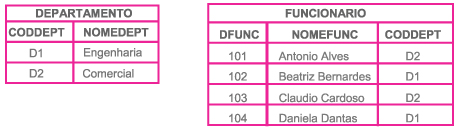 DEPARTAMENTO
CODDEPT NOMEDEPT
D1 Engenharia
D2 Comercial
FUNCIONARIO
DFUNC NOMEFUNC CODDEPT
101 Antonio Alves D2
102 Beatriz Bernardes D1
103 Claudio Cardoso D2
104 Daniela Dantas D1